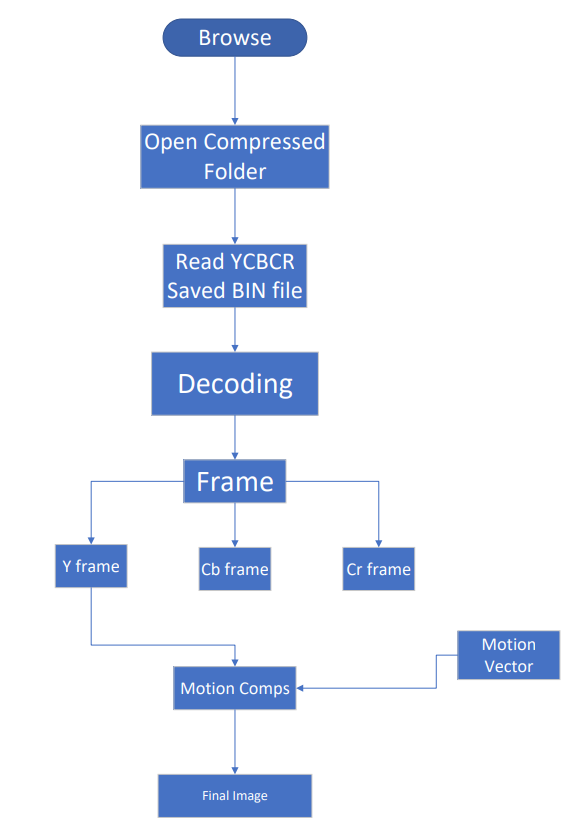 Browse
Open Compressed
Folder
Read YCBCR
Saved BIN file
Decoding
Frame
Y frame
Cb frame
Cr frame
Motion
Vector
Motion Comps
Final Image